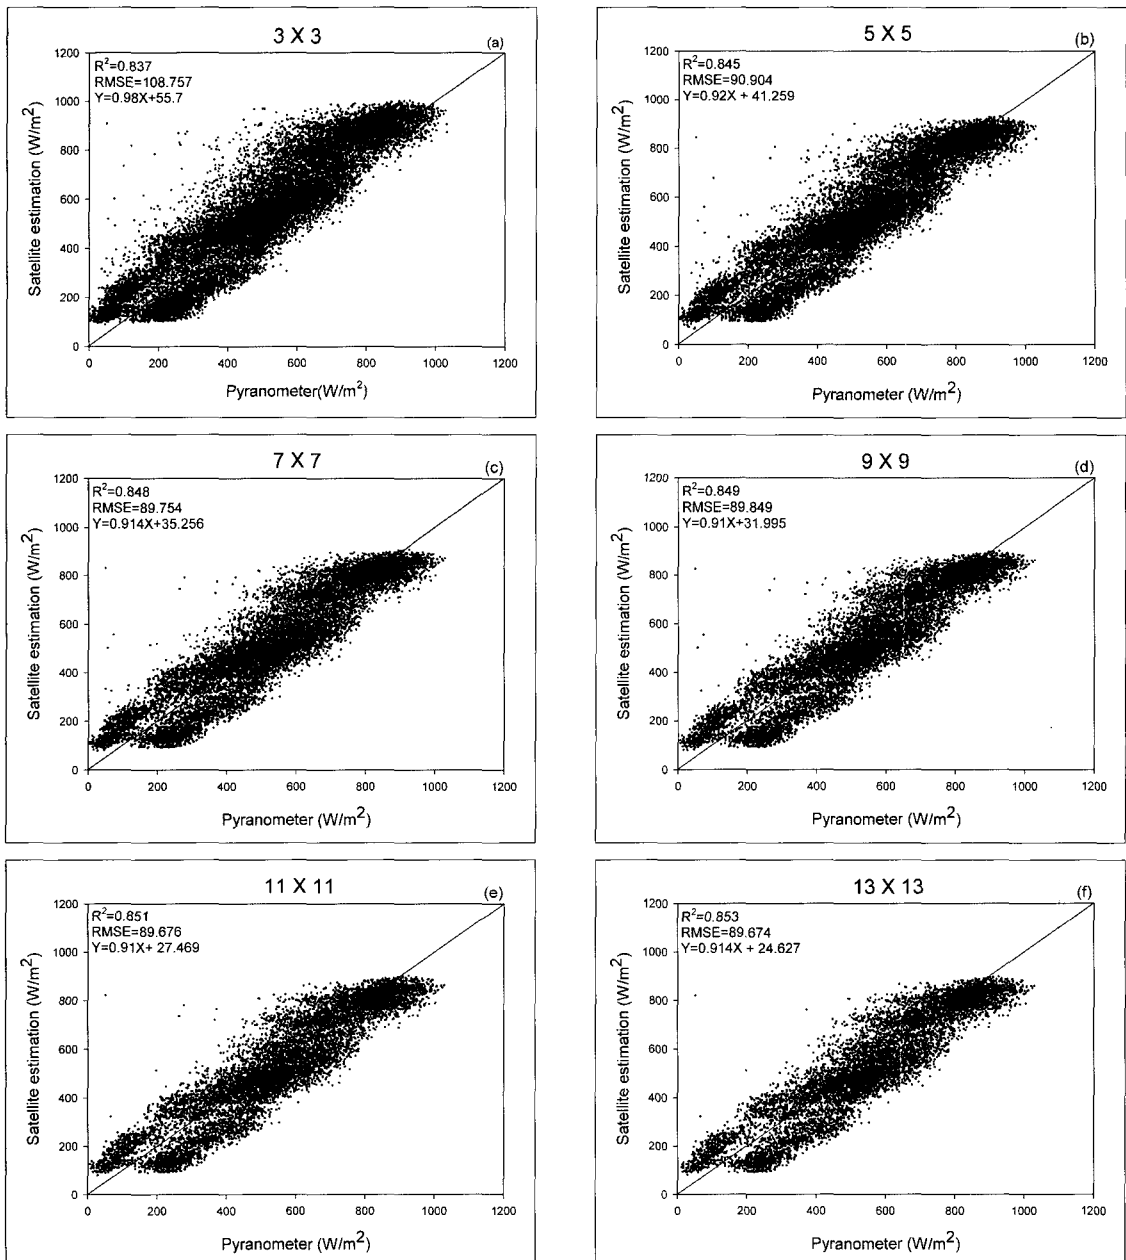 3 X 3
(a)
R²=0.837
RMSE=108.757
Y=0.98X+55.7
Satellite estimation (W/m²)
1200
1000
800
600
400
200
0
0 200 400 600 800 1000 1200
Pyranometer(W/m²)
5 X 5
(b)
R²=0.845
RMSE=90.904
Y=0.92X + 41.259
Satellite estimation (W/m²)
1200
1000
800
600
400
200
0
0 200 400 600 800 1000 1200
Pyranometer (W/m²)
7 X 7
(c)
R²=0.848
RMSE=89.754
Y=0.914X+35.256
Satellite estimation (W/m²)
1200
1000
800
600
400
200
0
0 200 400 600 800 1000 1200
Pyranometer (W/m²)
9 X 9
(d)
R²=0.849
RMSE=89.849
Y=0.91X+31.995
Satellite estimation (W/m²)
1200
1000
800
600
400
200
0
0 200 400 600 800 1000 1200
Pyranometer (W/m²)
11 X 11
(e)
R²=0.851
RMSE=89.676
Y=0.91X+ 27.469
Satellite estimation (W/m²)
1200
1000
800
600
400
200
0
0 200 400 600 800 1000 1200
Pyranometer (W/m²)
13 X 13
(f)
R²=0.853
RMSE=89.674
Y=0.914X + 24.627
Satellite estimation (W/m²)
1200
1000
800
600
400
200
0
0 200 400 600 800 1000 1200
Pyranometer (W/m²)